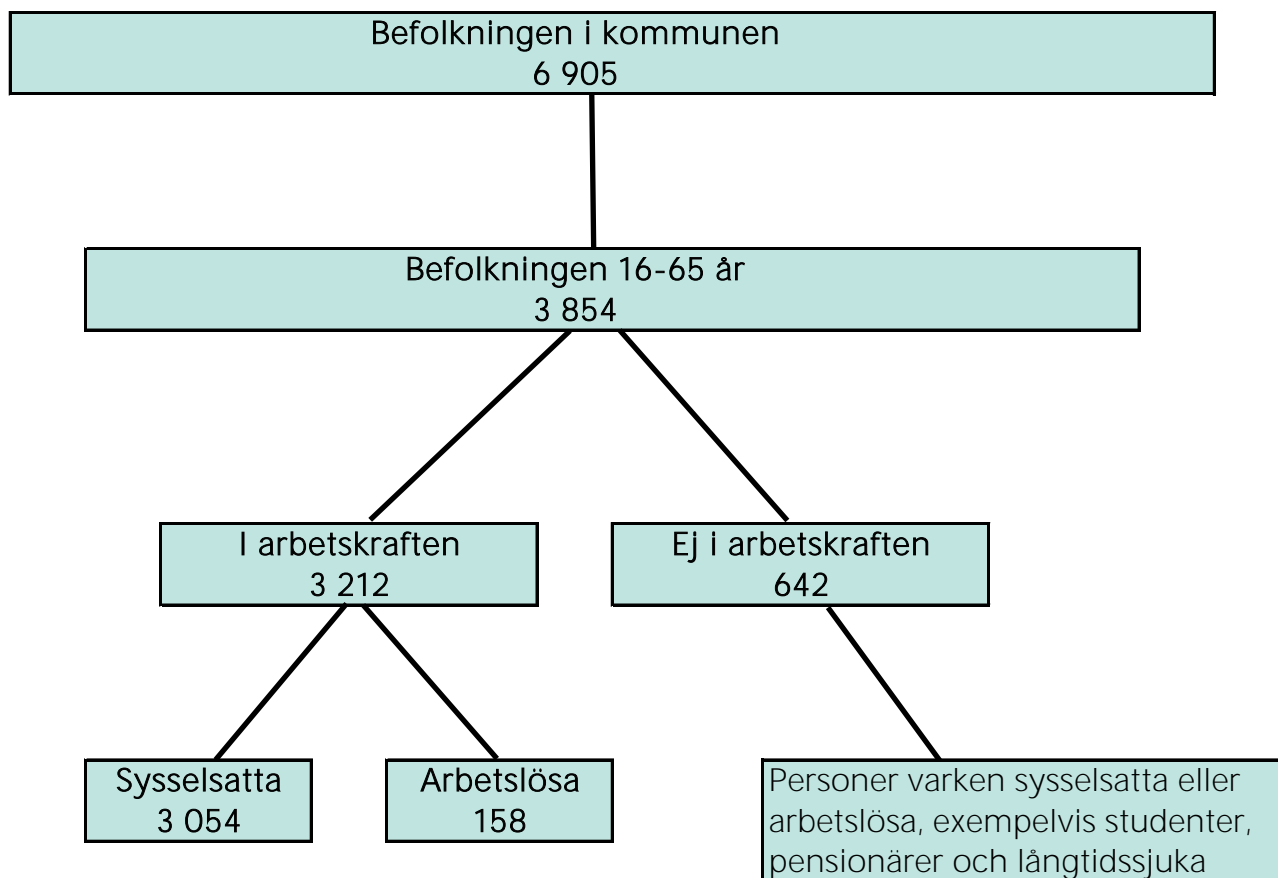 Befolkningen i kommunen
6 905
Befolkningen 16-65 år
3 854
I arbetskraften
3 212
Ej i arbetskraften
642
Sysselsatta
3 054
Arbetslösa
158
Personer varken sysselsatta eller
arbetslösa, exempelvis studenter,
pensionärer och långtidssjuka